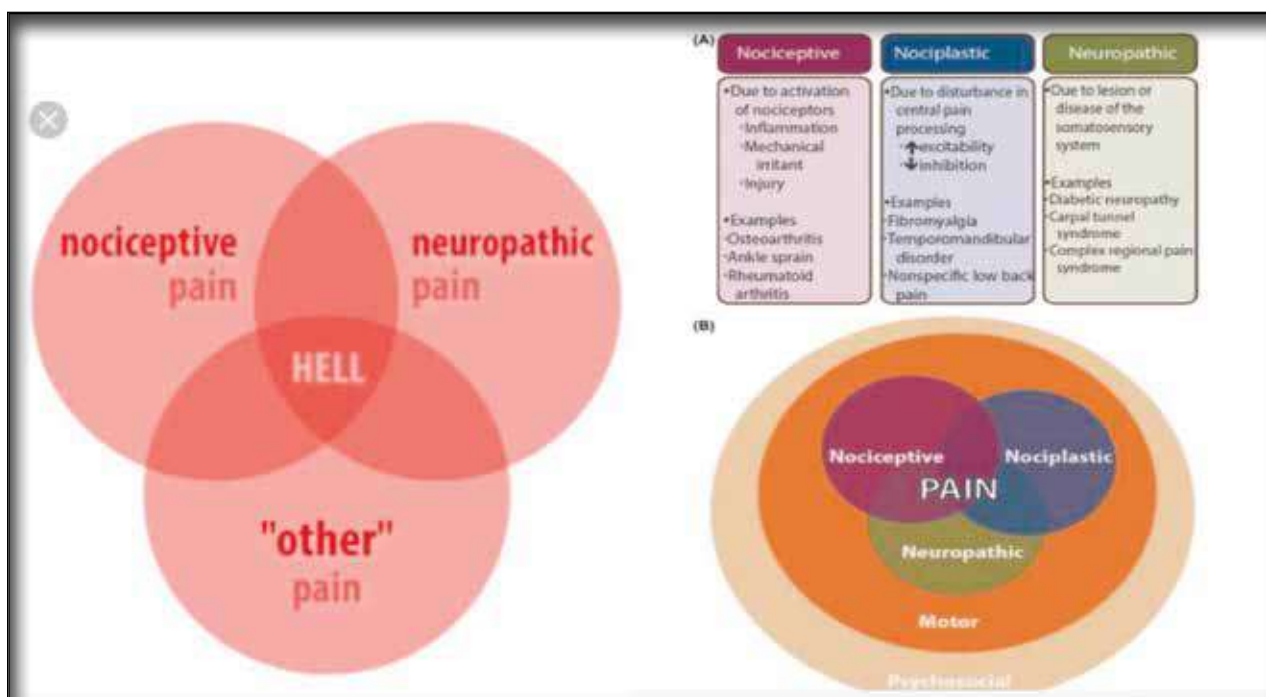 nociceptive
pain
neuropathic
pain
HELL
"other"
pain
(A)
Nociceptive
•Due to activation
of nociceptors
•Inflammation
•Mechanical
irritant
•Injury
•Examples
•Osteoarthritis
•Ankle sprain
•Rheumatoid
arthritis
Nociplastic
•Due to disturbance in
central pain
processing
•↑excitability
•↓inhibition
•Examples
•Fibromyalgia
•Temporomandibular
disorder
•Nonspecific low back
pain
Neuropathic
•Due to lesion or
disease of the
somatosensory
system
•Examples
•Diabetic neuropathy
•Carpal tunnel
syndrome
•Complex regional pain
syndrome
(B)
Nociceptive
Nociplastic
PAIN
Neuropathic
Motor
Psychosocial